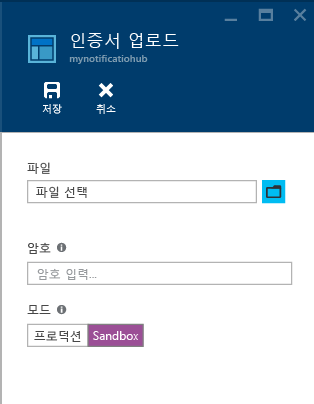 인증서 업로드
mynotificatiohub
저장 취소
파일
파일 선택
암호
암호 입력...
모드
프로덕션 Sandbox